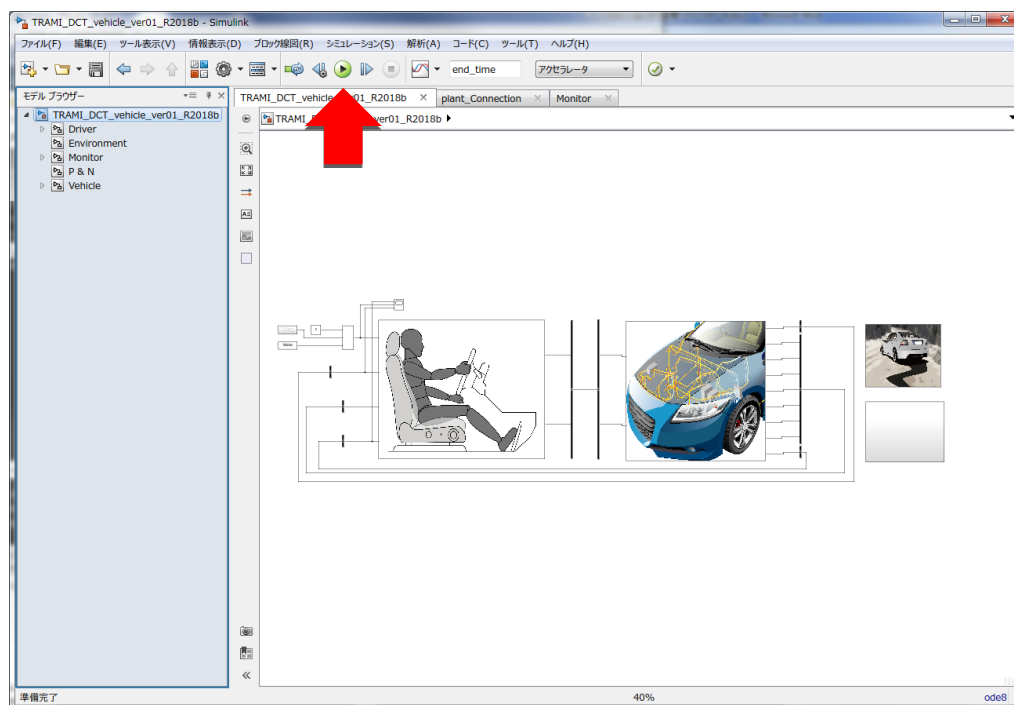 TRAMI_DCT_vehicle_ver01_R2018b - Simulink
ファイル(F) 編集(E) ツール表示(V) 情報表示(D) ブロック線図(R) シミュレーション(S) 解析(A) コード(C) ツール(T) ヘルプ(H)
end_time アクセラレータ
モデル ブラウザー
TRAMI_DCT_vehicle_ver01_R2018b
Driver
Environment
Monitor
P & N
Vehicle
TRAMI_DCT_vehicle_ver01_R2018b plant_Connection Monitor
準備完了 40% ode8